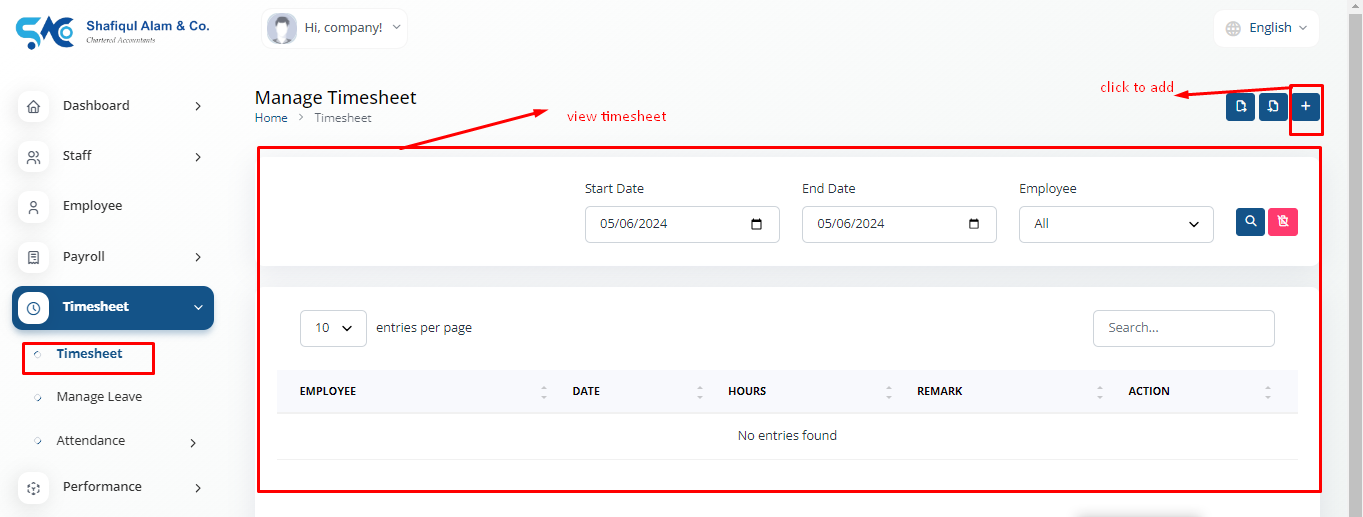 Shafiqul Alam & Co.
Chartered Accountants
Hi, company!
English
Dashboard
Staff
Employee
Payroll
Timesheet
Timesheet
Manage Leave
Attendance
Performance
Manage Timesheet
Home > Timesheet
view timesheet
click to add
Start Date End Date Employee
05/06/2024 05/06/2024 All
10 entries per page
Search...
EMPLOYEE DATE HOURS REMARK ACTION
No entries found